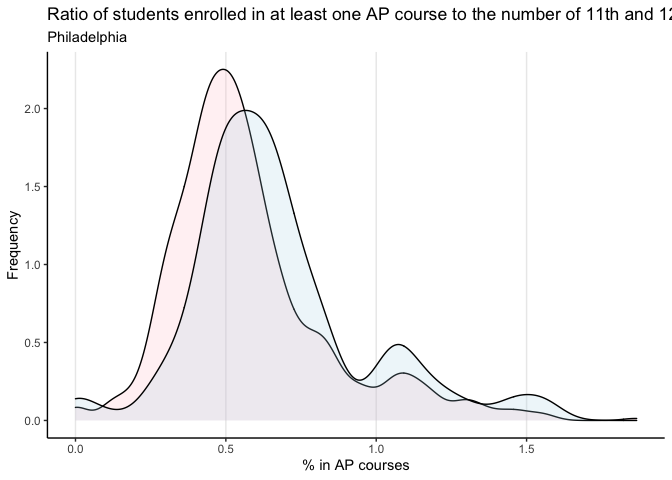 Ratio of students enrolled in at least one AP course to the number of 11th and 12
Philadelphia
2.0
1.5
1.0
0.5
0.0
Frequency
0.0 0.5 1.0 1.5
% in AP courses